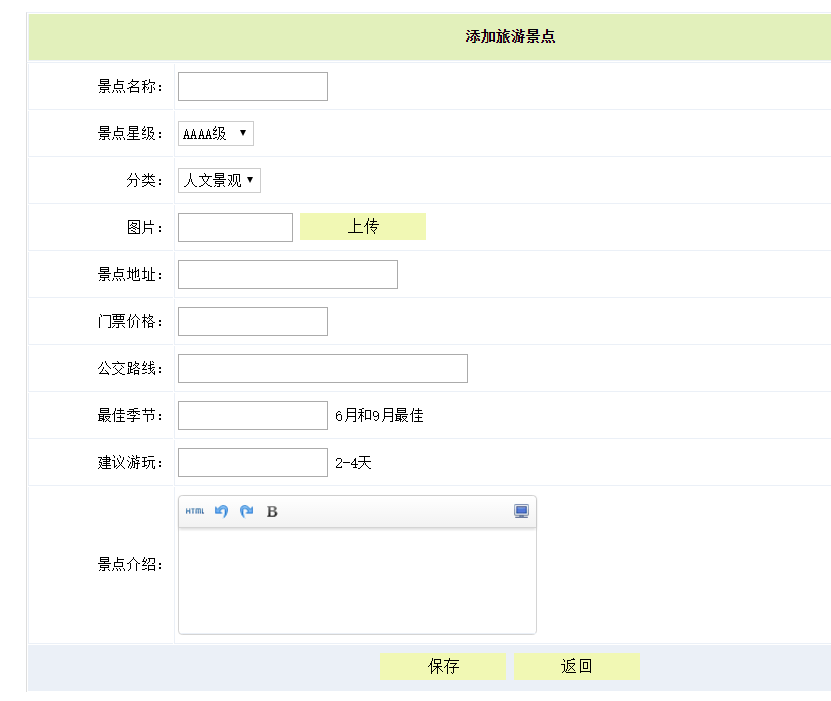 添加旅游景点
景点名称：
景点星级： AAAA级
分类： 人文景观
图片： 上传
景点地址：
门票价格：
公交路线：
最佳季节： 6月和9月最佳
建议游玩： 2-4天
HTML B
景点介绍：
保存 返回